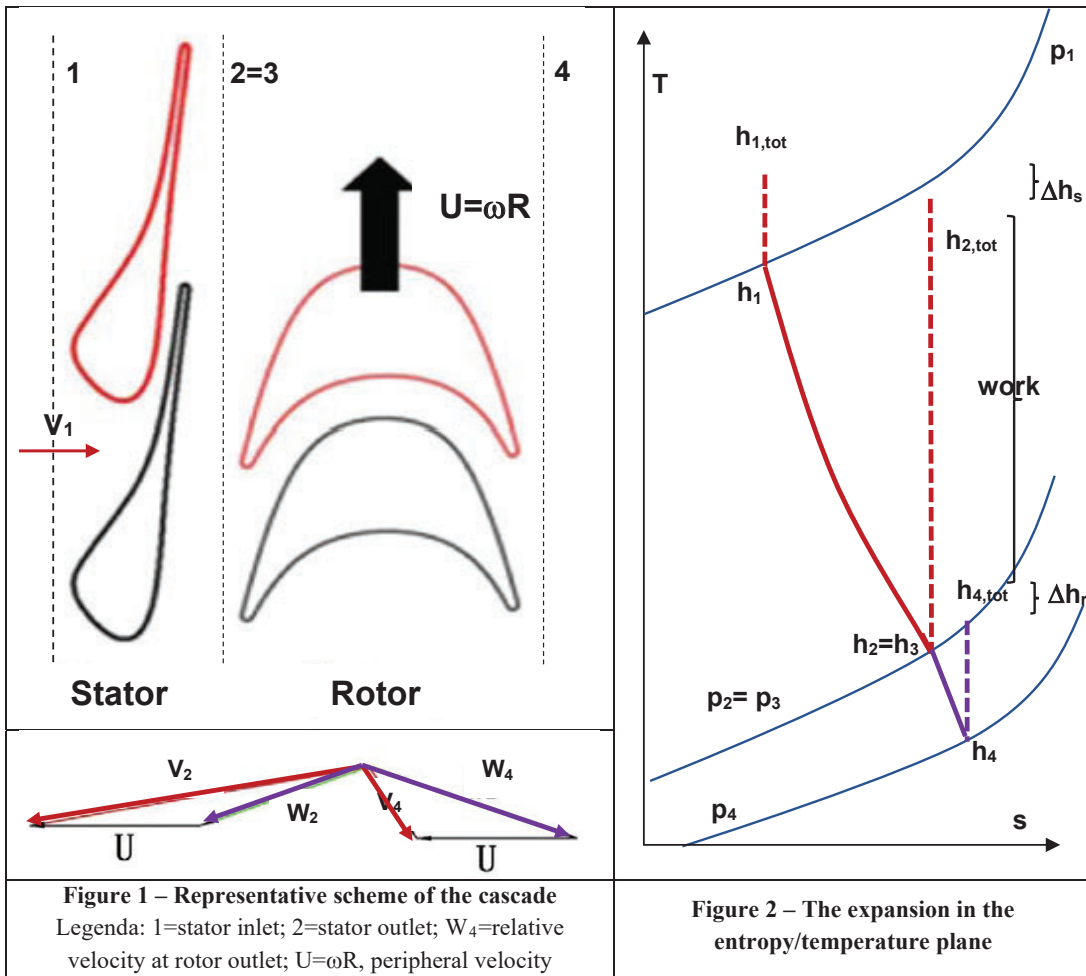 1
2=3
4
U=ωR
V₁
Stator
Rotor
V₂
W₂
V₄
W₄
U
U
Figure 1 – Representative scheme of the cascade
Legenda: 1=stator inlet; 2=stator outlet; W₄=relative
velocity at rotor outlet; U=ωR, peripheral velocity
T
p₁
h₁,tot
Δhₛ
h₂,tot
h₁
work
h₄,tot
Δhᵣ
h₂=h₃
p₂= p₃
h₄
p₄
s
Figure 2 – The expansion in the
entropy/temperature plane